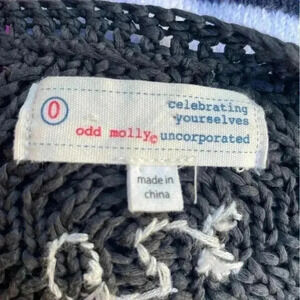 0
celebrating
yourselves
odd molly© uncorporated
made in
china